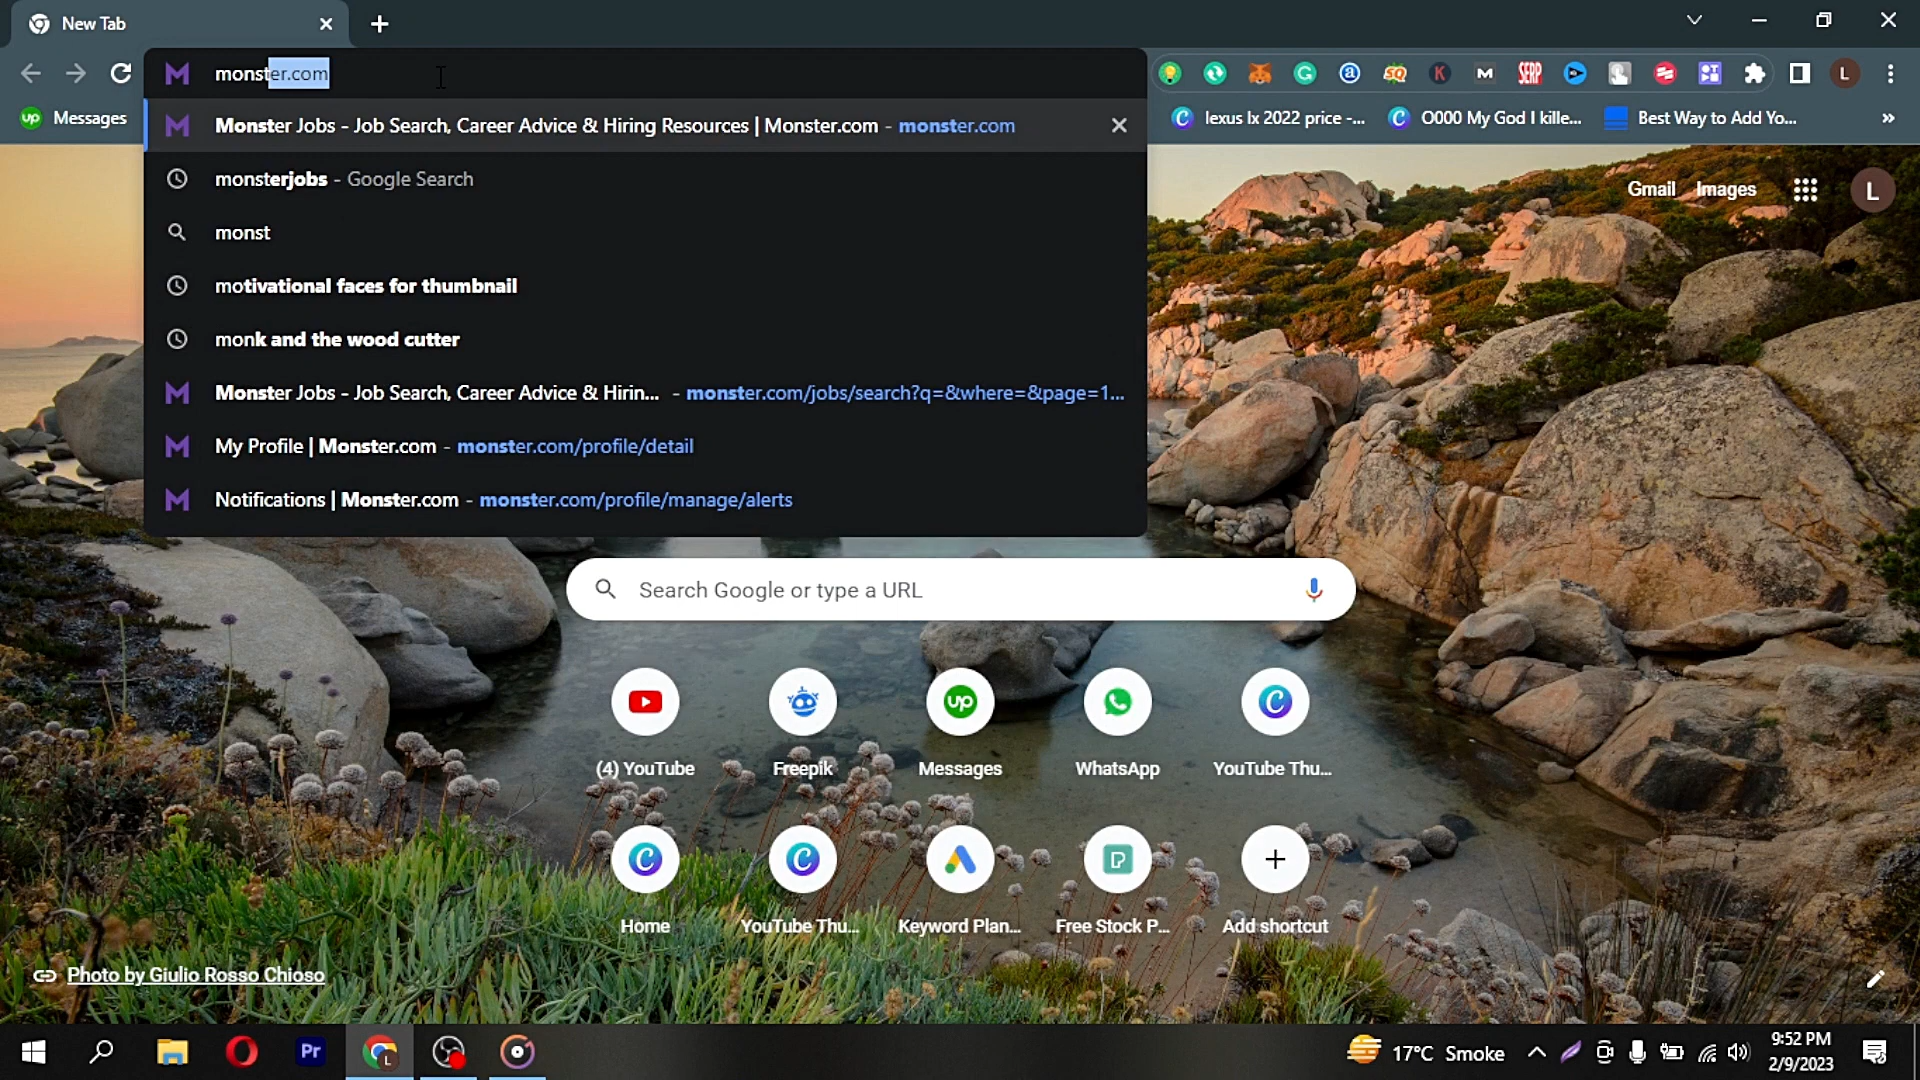 New Tab
monster.com
Messages
lexus lx 2022 price -...
O000 My God I kille...
Best Way to Add Yo...
»
Monster Jobs - Job Search, Career Advice & Hiring Resources | Monster.com - monster.com
monsterjobs - Google Search
monst
motivational faces for thumbnail
monk and the wood cutter
Monster Jobs - Job Search, Career Advice & Hirin... - monster.com/jobs/search?q=&where=&page=1...
My Profile | Monster.com - monster.com/profile/detail
Notifications | Monster.com - monster.com/profile/manage/alerts
Gmail Images
L
Search Google or type a URL
(4) YouTube
Freepik
Messages
WhatsApp
YouTube Thu...
Home
YouTube Thu...
Keyword Plan...
Free Stock P...
Add shortcut
Photo by Giulio Rosso Chioso
Pr
17°C Smoke
9:52 PM
2/9/2023